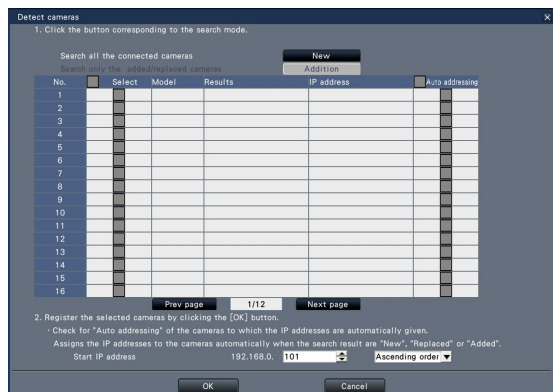 Detect cameras
1. Click the button corresponding to the search mode.
Search all the connected cameras New
Search only the added/replaced cameras Addition
No. Select Model Results IP address Auto addressing
1
2
3
4
5
6
7
8
9
10
11
12
13
14
15
16
Prev page 1/12 Next page
2. Register the selected cameras by clicking the [OK] button.
· Check for "Auto addressing" of the cameras to which the IP addresses are automatically given.
Assigns the IP addresses to the cameras automatically when the search result are "New", "Replaced" or "Added".
Start IP address 192.168.0. 101 Ascending order
OK Cancel